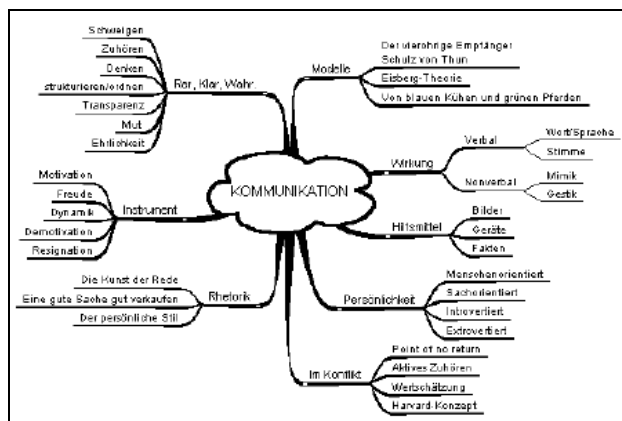 KOMMUNIKATION
Rar, Klar, Wahr.
Schweigen
Zuhören
Denken
strukturieren/ordnen
Transparenz
Mut
Ehrlichkeit
Instrument
Motivation
Freude
Dynamik
Demotivation
Resignation
Rhetorik
Die Kunst der Rede
Eine gute Sache gut verkaufen
Der persönliche Stil
Modelle
Der vierohrige Empfänger
Schulz von Thun
Eisberg-Theorie
Von blauen Kühen und grünen Pferden
Wirkung
Verbal
Wort/Sprache
Stimme
Nonverbal
Mimik
Gestik
Hilfsmittel
Bilder
Geräte
Fakten
Persönlichkeit
Menschenorientiert
Sachorientiert
Introvertiert
Extrovertiert
Im Konflikt
Point of no return
Aktives Zuhören
Wertschätzung
Harvard-Konzept